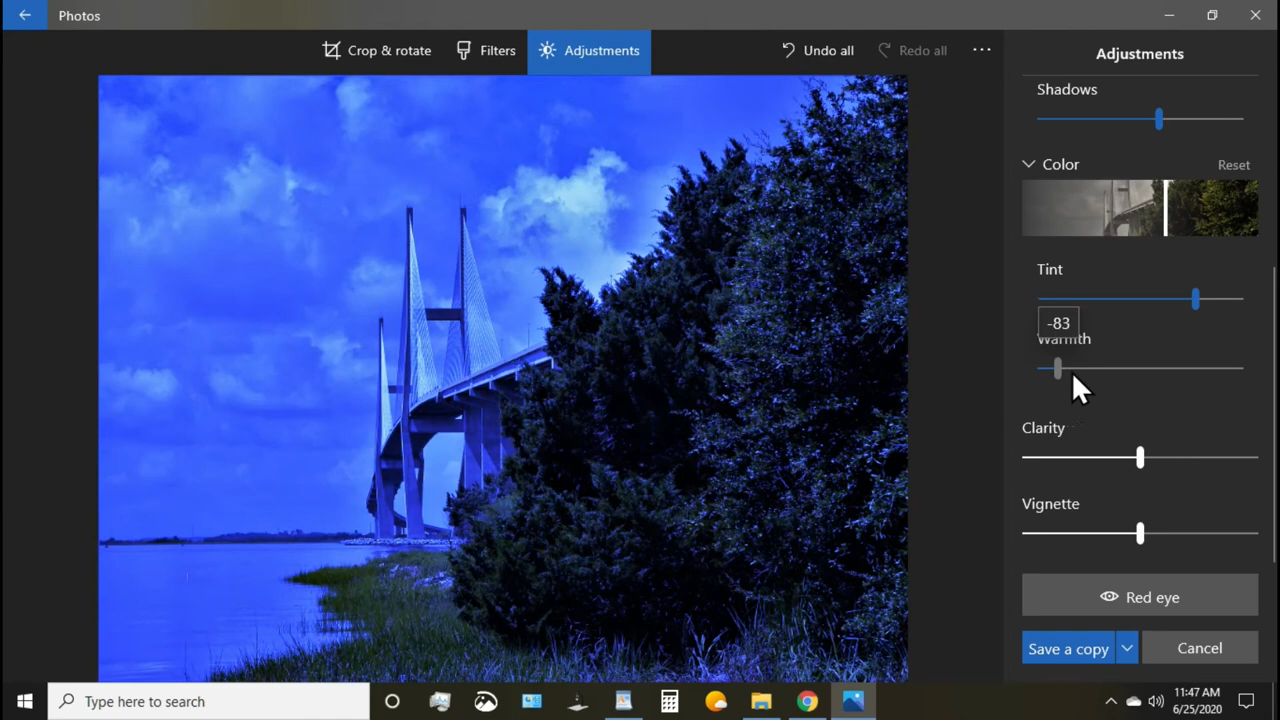 Photos
Crop & rotate
Filters
Adjustments
Undo all
Redo all
Adjustments
Shadows
Color
Reset
Tint
-83
Warmth
Clarity
Vignette
Red eye
Save a copy
Cancel
Type here to search
11:47 AM
6/25/2020